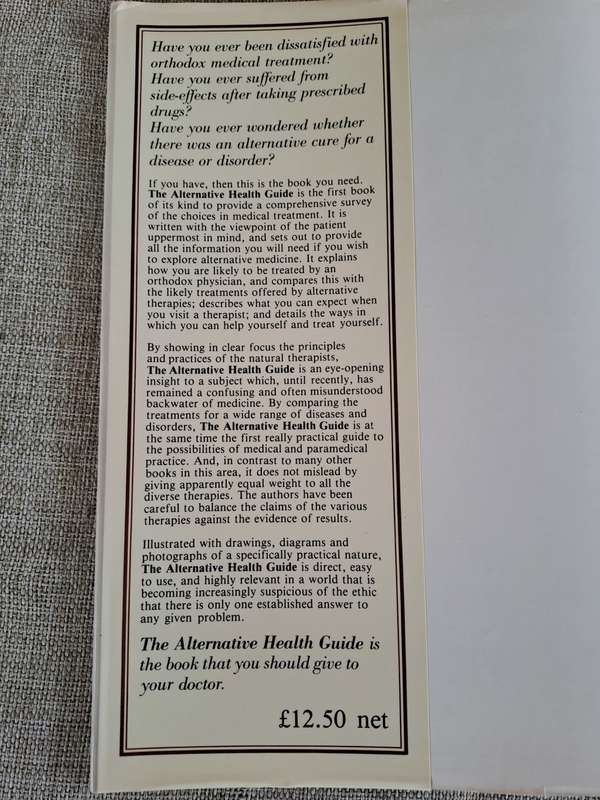 Have you ever been dissatisfied with
orthodox medical treatment?
Have you ever suffered from
side-effects after taking prescribed
drugs?
Have you ever wondered whether
there was an alternative cure for a
disease or disorder?
If you have, then this is the book you need.
The Alternative Health Guide is the first book
of its kind to provide a comprehensive survey
of the choices in medical treatment. It is
written with the viewpoint of the patient
uppermost in mind, and sets out to provide
all the information you will need if you wish
to explore alternative medicine. It explains
how you are likely to be treated by an
orthodox physician, and compares this with
the likely treatments offered by alternative
therapies; describes what you can expect when
you visit a therapist; and details the ways in
which you can help yourself and treat yourself.
By showing in clear focus the principles
and practices of the natural therapists,
The Alternative Health Guide is an eye-opening
insight to a subject which, until recently, has
remained a confusing and often misunderstood
backwater of medicine. By comparing the
treatments for a wide range of diseases and
disorders, The Alternative Health Guide is at
the same time the first really practical guide to
the possibilities of medical and paramedical
practice. And, in contrast to many other
books in this area, it does not mislead by
giving apparently equal weight to all the
diverse therapies. The authors have been
careful to balance the claims of the various
therapies against the evidence of results.
Illustrated with drawings, diagrams and
photographs of a specifically practical nature,
The Alternative Health Guide is direct, easy
to use, and highly relevant in a world that is
becoming increasingly suspicious of the ethic
that there is only one established answer to
any given problem.
The Alternative Health Guide is
the book that you should give to
your doctor.
£12.50 net